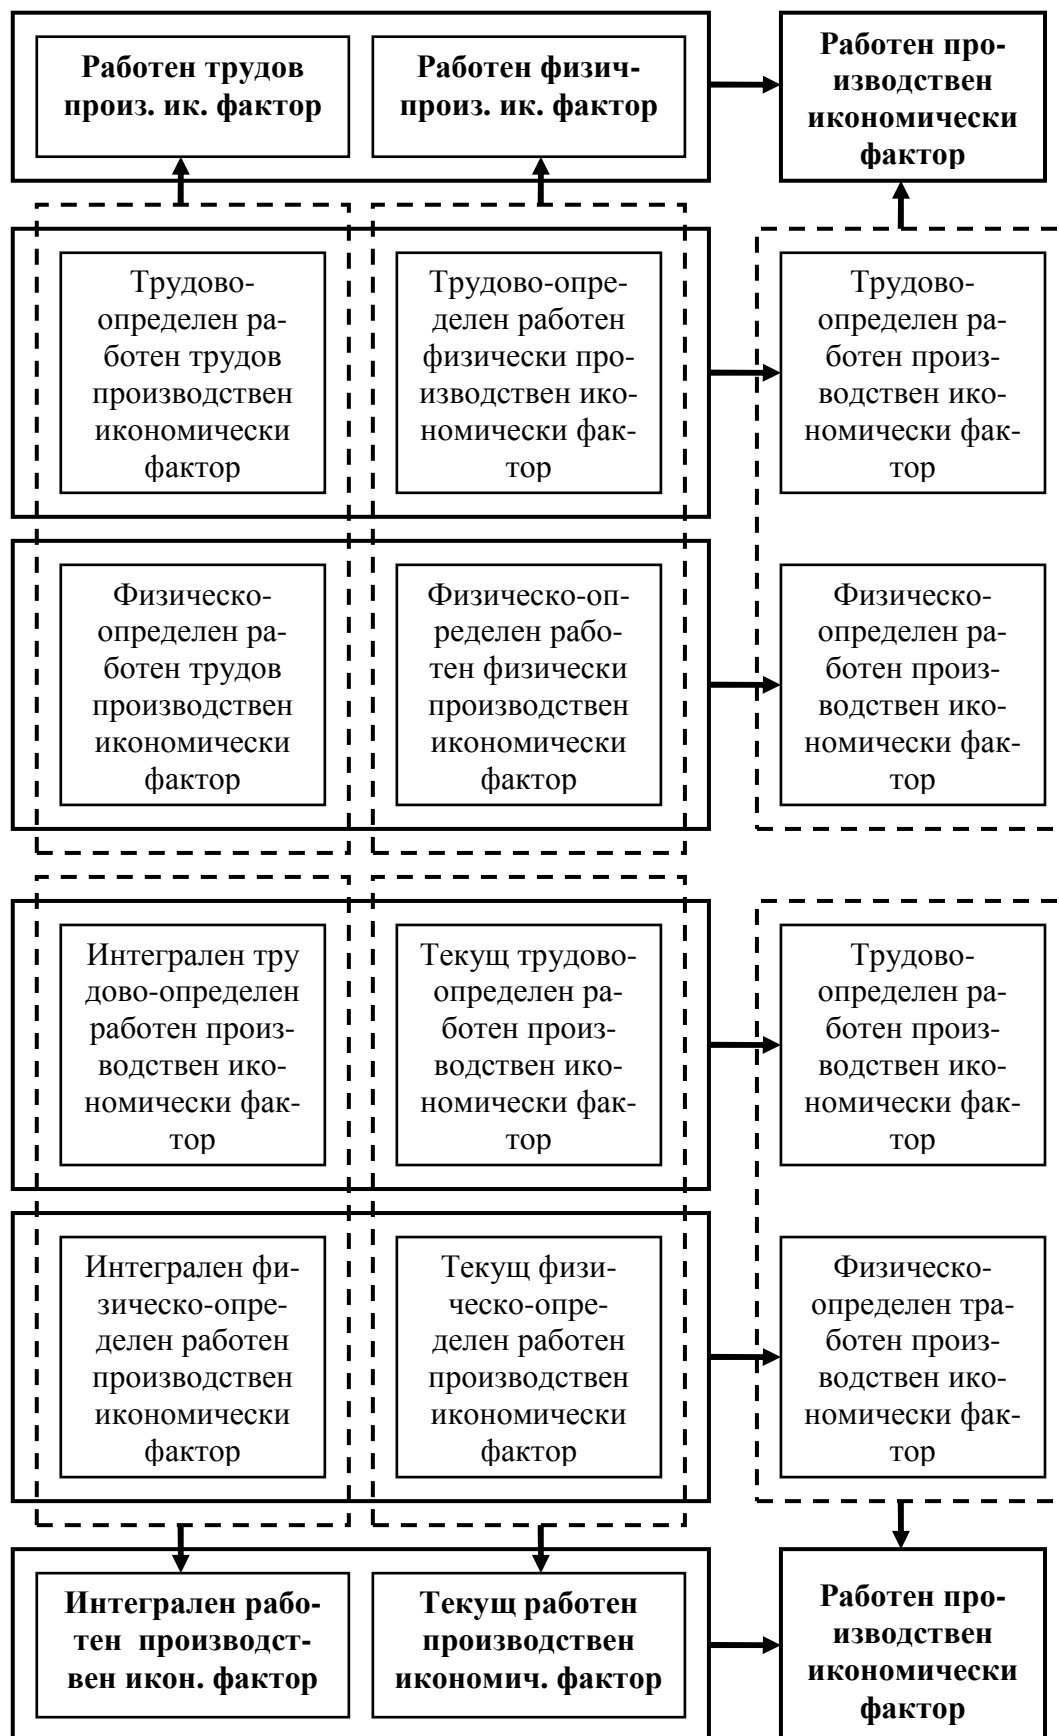 Работен трудов
произ. ик. фактор
Работен физич-
произ. ик. фактор
Работен про-
изводствен
икономически
фактор
Трудово-
определен ра-
ботен трудов
производствен
икономически
фактор
Трудово-опре-
делен работен
физически про-
изводствен ико-
номически фак-
тор
Трудово-
определен ра-
ботен произ-
водствен ико-
номически фак-
тор
Физическо-
определен ра-
ботен трудов
производствен
икономически
фактор
Физическо-оп-
ределен рабо-
тен физически
производствен
икономически
фактор
Физическо-
определен ра-
ботен произ-
водствен ико-
номически фак-
тор
Интегрален тру
дово-определен
работен произ-
водствен ико-
номически фак-
тор
Текущ трудово-
определен ра-
ботен произ-
водствен ико-
номически фак-
тор
Трудово-
определен ра-
ботен произ-
водствен ико-
номически фак-
тор
Интегрален фи-
зическо-опре-
делен работен
производствен
икономически
фактор
Текущ физи-
ческо-опре-
делен работен
производствен
икономически
фактор
Физическо-
определен тра-
ботен произ-
водствен ико-
номически фак-
тор
Интегрален рабо-
тен производст-
вен икон. фактор
Текущ работен
производствен
икономич. фактор
Работен про-
изводствен
икономически
фактор